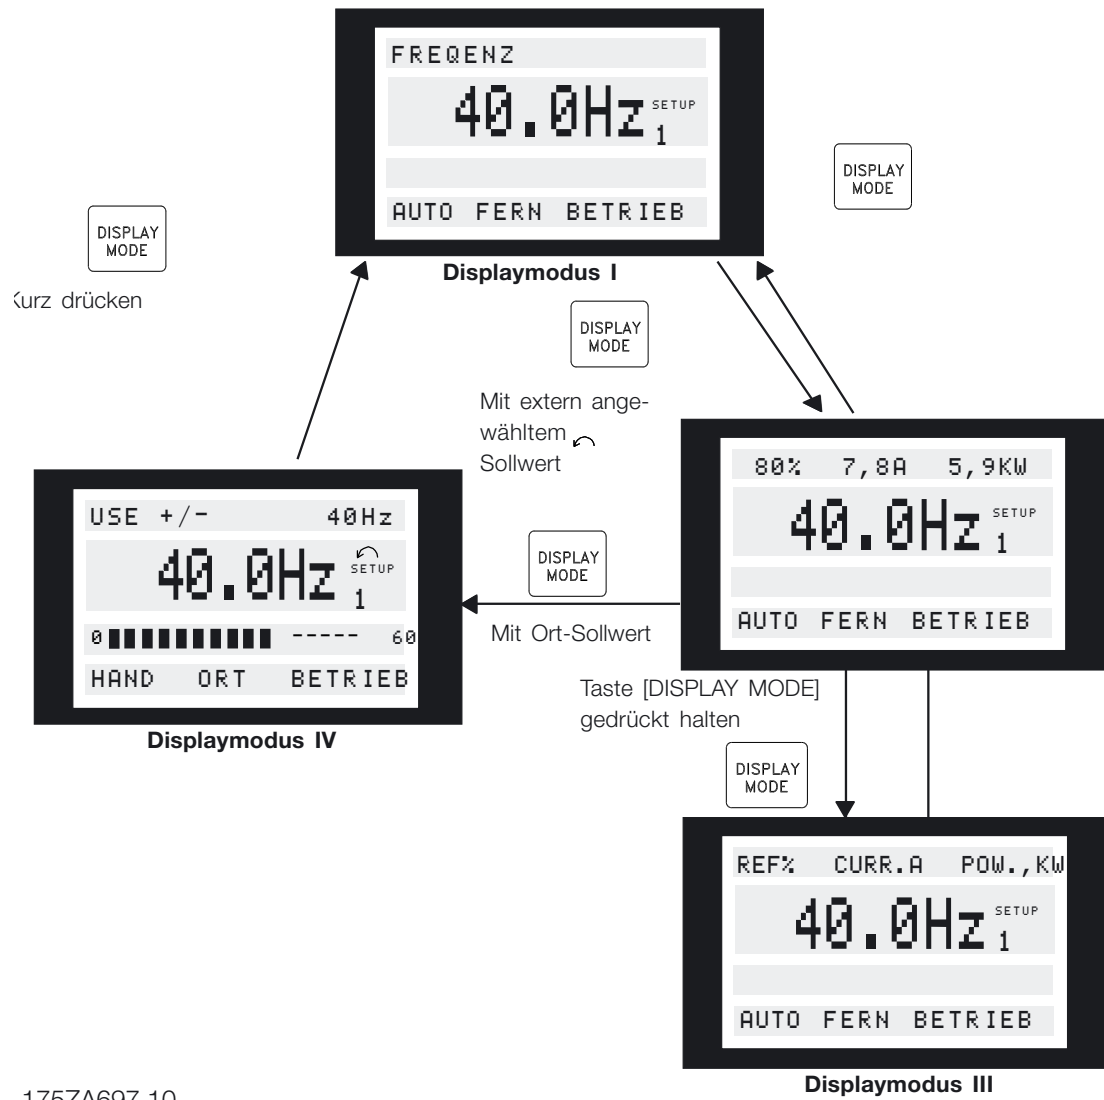 FREQENZ
40.0Hz SETUP 1
AUTO FERN BETRIEB
Displaymodus I
DISPLAY
MODE
DISPLAY
MODE
Kurz drücken
DISPLAY
MODE
Mit extern ange-
wähltem
Sollwert
80% 7,8A 5,9KW
40.0Hz SETUP 1
AUTO FERN BETRIEB
USE +/- 40Hz
40.0Hz SETUP 1
0 ----- 60
HAND ORT BETRIEB
Displaymodus IV
DISPLAY
MODE
Mit Ort-Sollwert
Taste [DISPLAY MODE]
gedrückt halten
DISPLAY
MODE
REF% CURR.A POW.,KW
40.0Hz SETUP 1
AUTO FERN BETRIEB
Displaymodus III
175ZA697.10